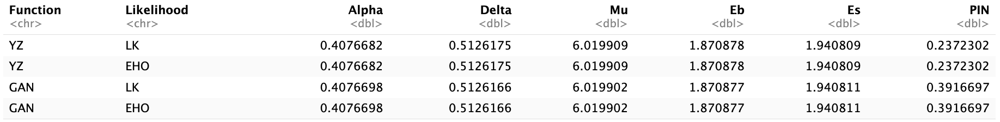 Function Likelihood Alpha Delta Mu Eb Es PIN
<chr> <chr> <dbl> <dbl> <dbl> <dbl> <dbl> <dbl>
YZ LK 0.4076682 0.5126175 6.019909 1.870878 1.940809 0.2372302
YZ EHO 0.4076682 0.5126175 6.019909 1.870878 1.940809 0.2372302
GAN LK 0.4076698 0.5126166 6.019902 1.870877 1.940811 0.3916697
GAN EHO 0.4076698 0.5126166 6.019902 1.870877 1.940811 0.3916697